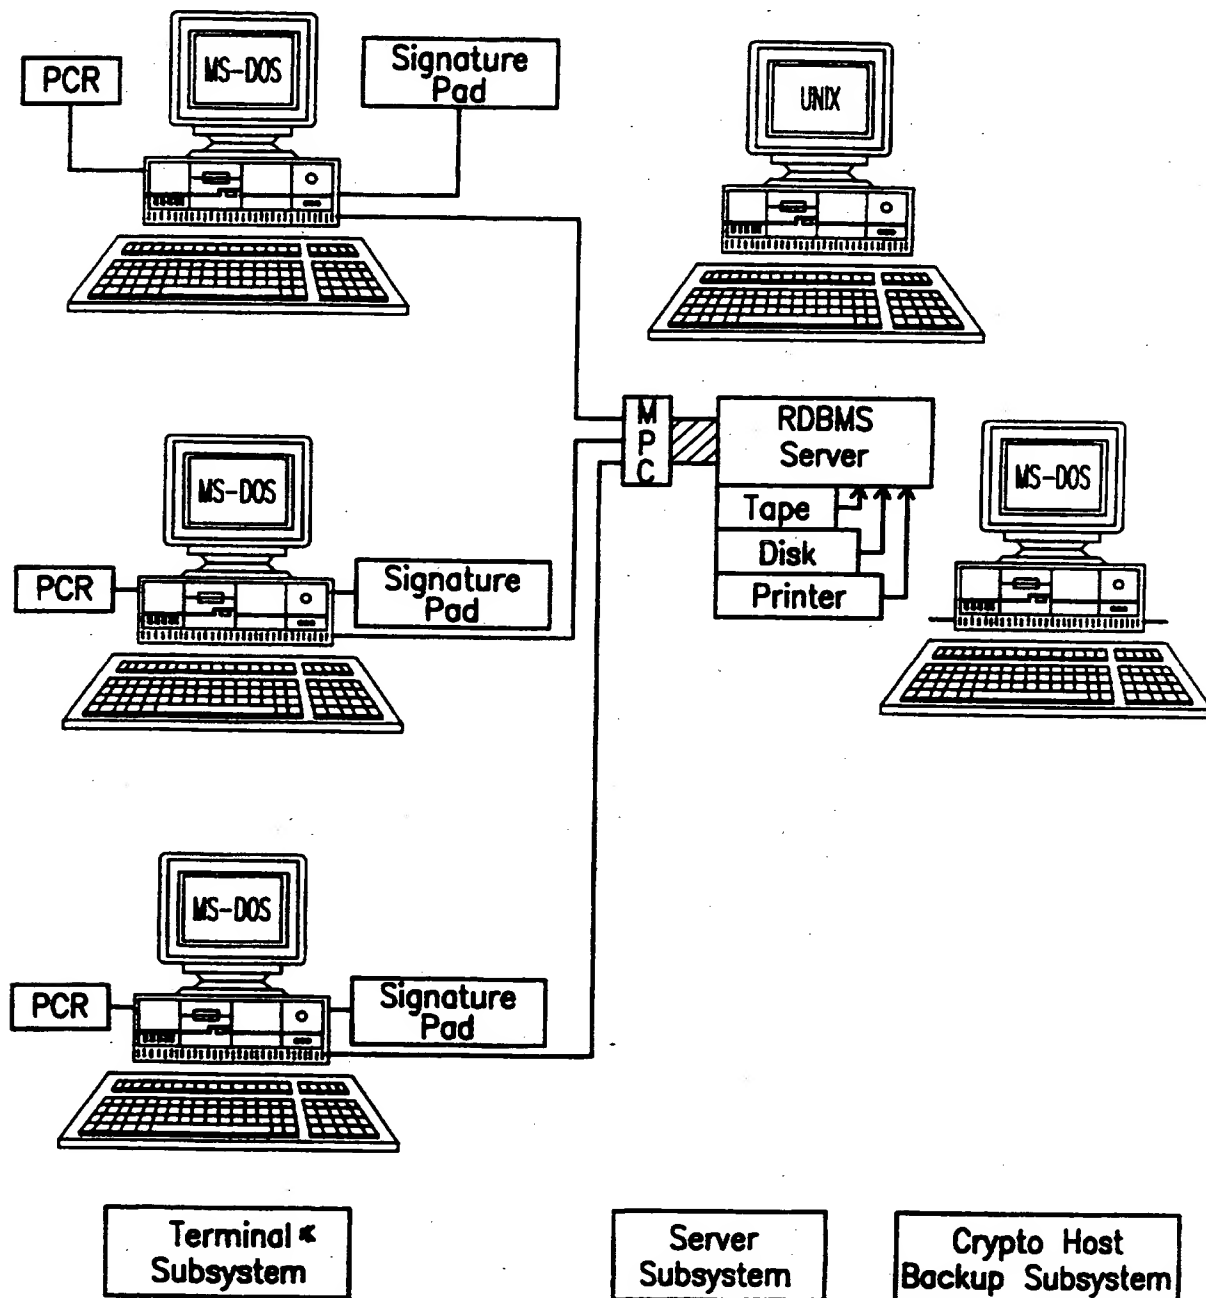 PCR
MS-DOS
Signature
Pad
UNIX
M
P
C
RDBMS
Server
Tape
Disk
Printer
MS-DOS
MS-DOS
PCR
Signature
Pad
MS-DOS
PCR
Signature
Pad
Terminal *
Subsystem
Server
Subsystem
Crypto Host
Backup Subsystem